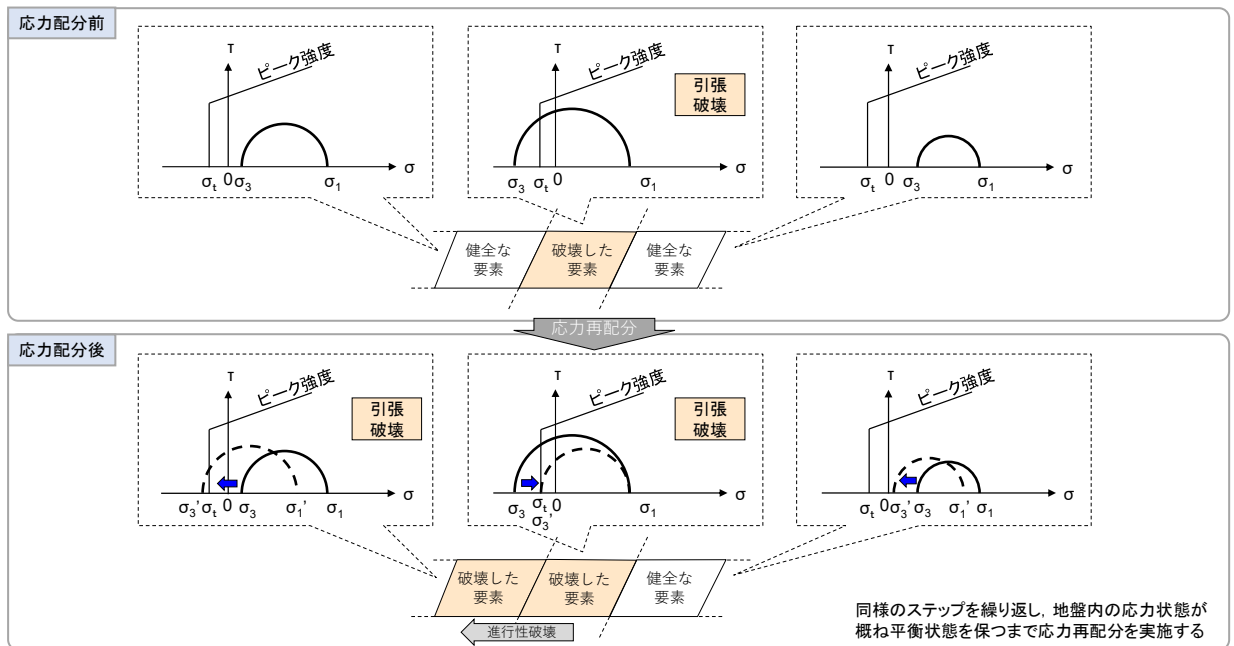 応力配分前
τ
ピーク強度
σt 0 σ3 σ1 σ
τ
ピーク強度
引張
破壊
σ3 σt 0 σ1 σ
τ
ピーク強度
σt 0 σ3 σ1 σ
健全な
要素
破壊した
要素
健全な
要素
応力再配分
応力配分後
τ
ピーク強度
引張
破壊
σ3' σt 0 σ3 σ1' σ1 σ
τ
ピーク強度
引張
破壊
σ3 σt 0 σ1 σ
σ3'
τ
ピーク強度
σt 0 σ3' σ3 σ1' σ1 σ
破壊した
要素
破壊した
要素
健全な
要素
進行性破壊
同様のステップを繰り返し，地盤内の応力状態が
概ね平衡状態を保つまで応力再配分を実施する